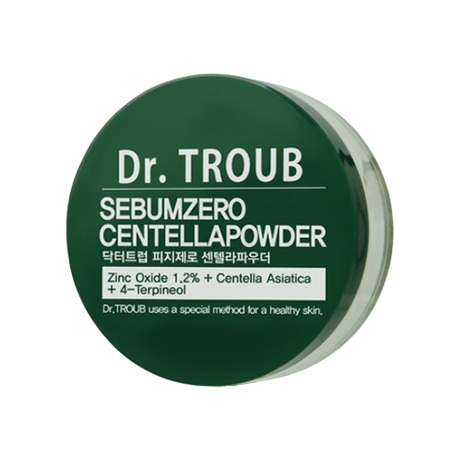 Dr. TROUB
SEBUMZERO
CENTELLAPOWDER
닥터트럽 피지제로 센텔라파우더
Zinc Oxide 1.2% + Centella Asiatica
+ 4-Terpineol
Dr.TROUB uses a special method for a healthy skin.